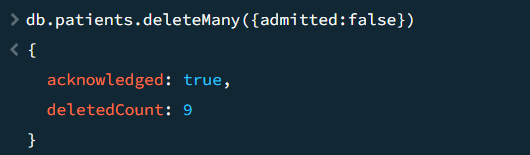 > db.patients.deleteMany({admitted:false})
< {
acknowledged: true,
deletedCount: 9
}